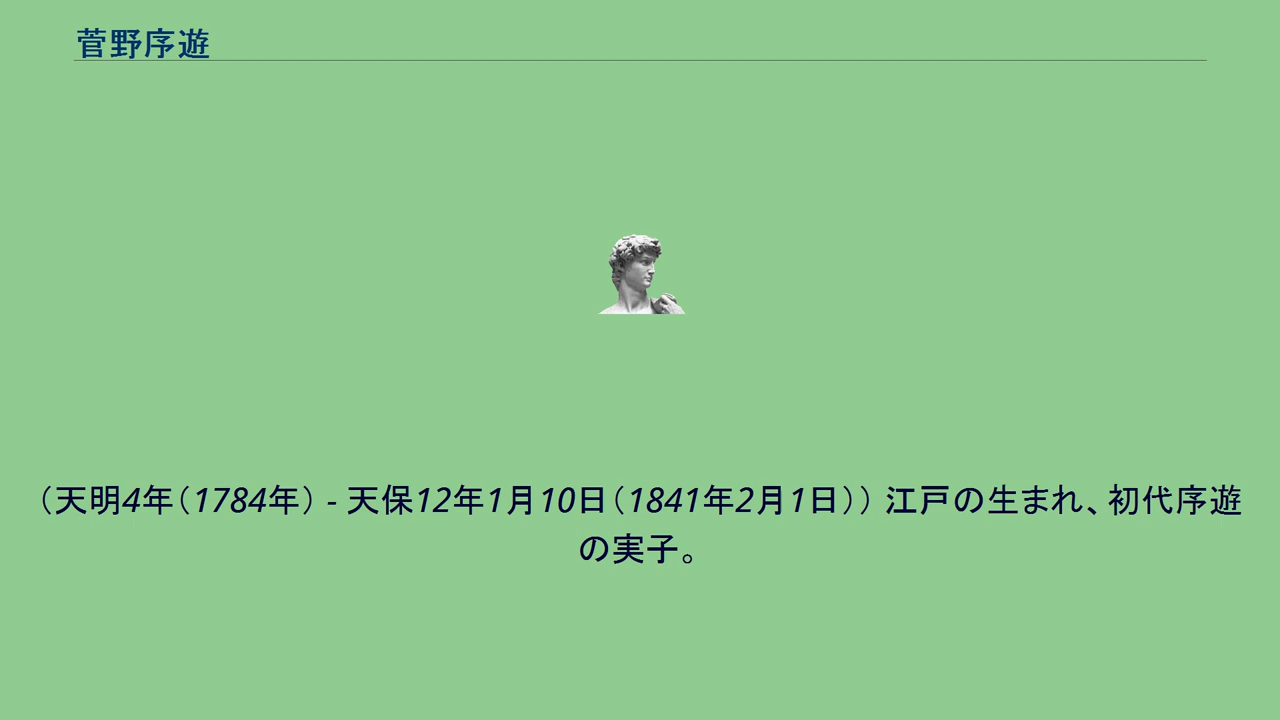 菅野序遊
（天明4年（1784年） - 天保12年1月10日（1841年2月1日）） 江戸の生まれ、初代序遊
の実子。